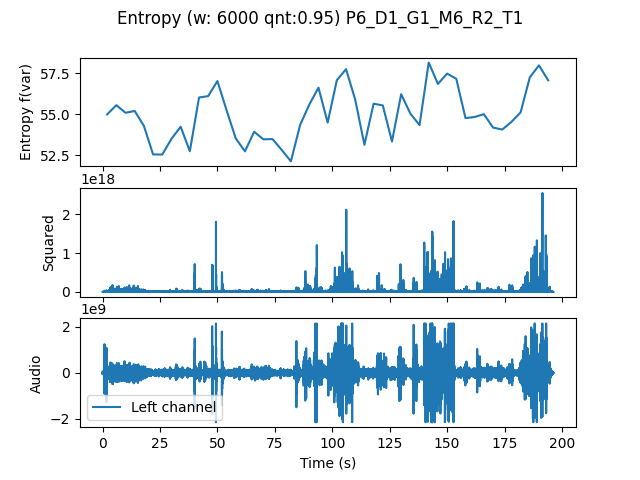 Entropy (w: 6000 qnt:0.95) P6_D1_G1_M6_R2_T1
Entropy f(var)
57.5
55.0
52.5
1e18
Squared
2
1
0
1e9
Audio
2
0
−2
Left channel
0 25 50 75 100 125 150 175 200
Time (s)